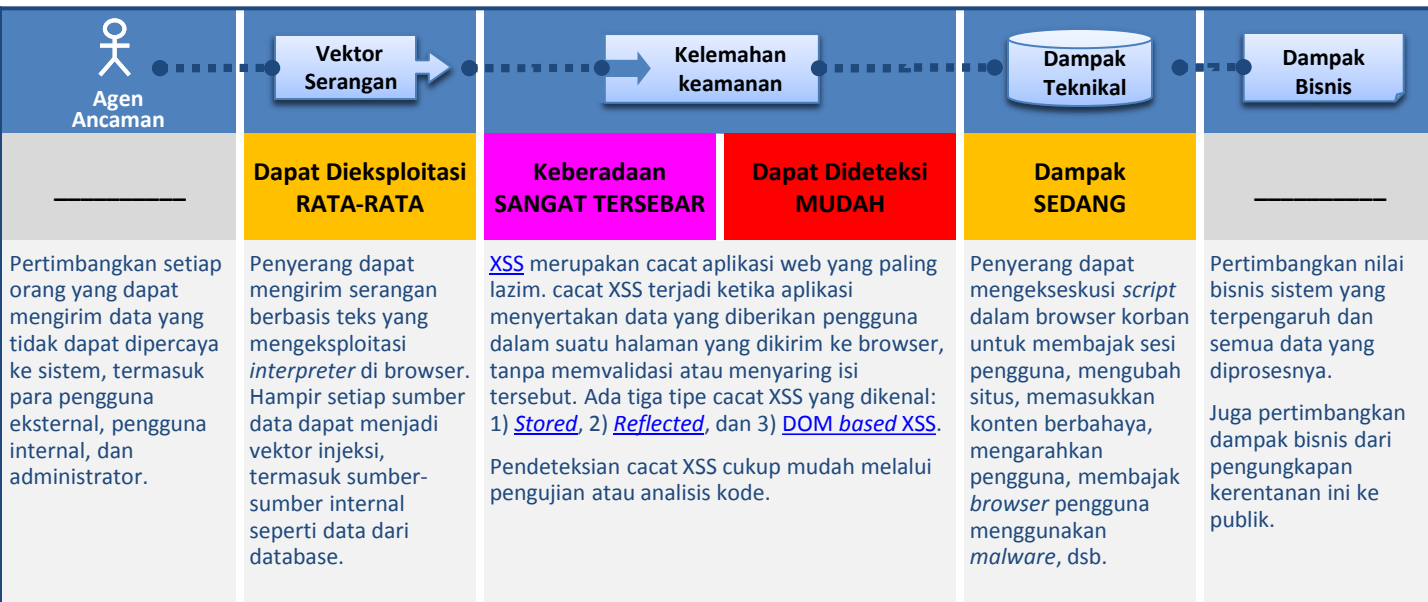 Agen
Ancaman
Vektor
Serangan
Kelemahan
keamanan
Dampak
Teknikal
Dampak
Bisnis
__________
Dapat Dieksploitasi
RATA-RATA
Keberadaan
SANGAT TERSEBAR
Dapat Dideteksi
MUDAH
Dampak
SEDANG
__________
Pertimbangkan setiap
orang yang dapat
mengirim data yang
tidak dapat dipercaya
ke sistem, termasuk
para pengguna
eksternal, pengguna
internal, dan
administrator.
Penyerang dapat
mengirim serangan
berbasis teks yang
mengeksploitasi
interpreter di browser.
Hampir setiap sumber
data dapat menjadi
vektor injeksi,
termasuk sumber-
sumber internal
seperti data dari
database.
XSS merupakan cacat aplikasi web yang paling
lazim. cacat XSS terjadi ketika aplikasi
menyertakan data yang diberikan pengguna
dalam suatu halaman yang dikirim ke browser,
tanpa memvalidasi atau menyaring isi
tersebut. Ada tiga tipe cacat XSS yang dikenal:
1) Stored, 2) Reflected, dan 3) DOM based XSS.
Pendeteksian cacat XSS cukup mudah melalui
pengujian atau analisis kode.
Penyerang dapat
mengekseskusi script
dalam browser korban
untuk membajak sesi
pengguna, mengubah
situs, memasukkan
konten berbahaya,
mengarahkan
pengguna, membajak
browser pengguna
menggunakan
malware, dsb.
Pertimbangkan nilai
bisnis sistem yang
terpengaruh dan
semua data yang
diprosesnya.
Juga pertimbangkan
dampak bisnis dari
pengungkapan
kerentanan ini ke
publik.